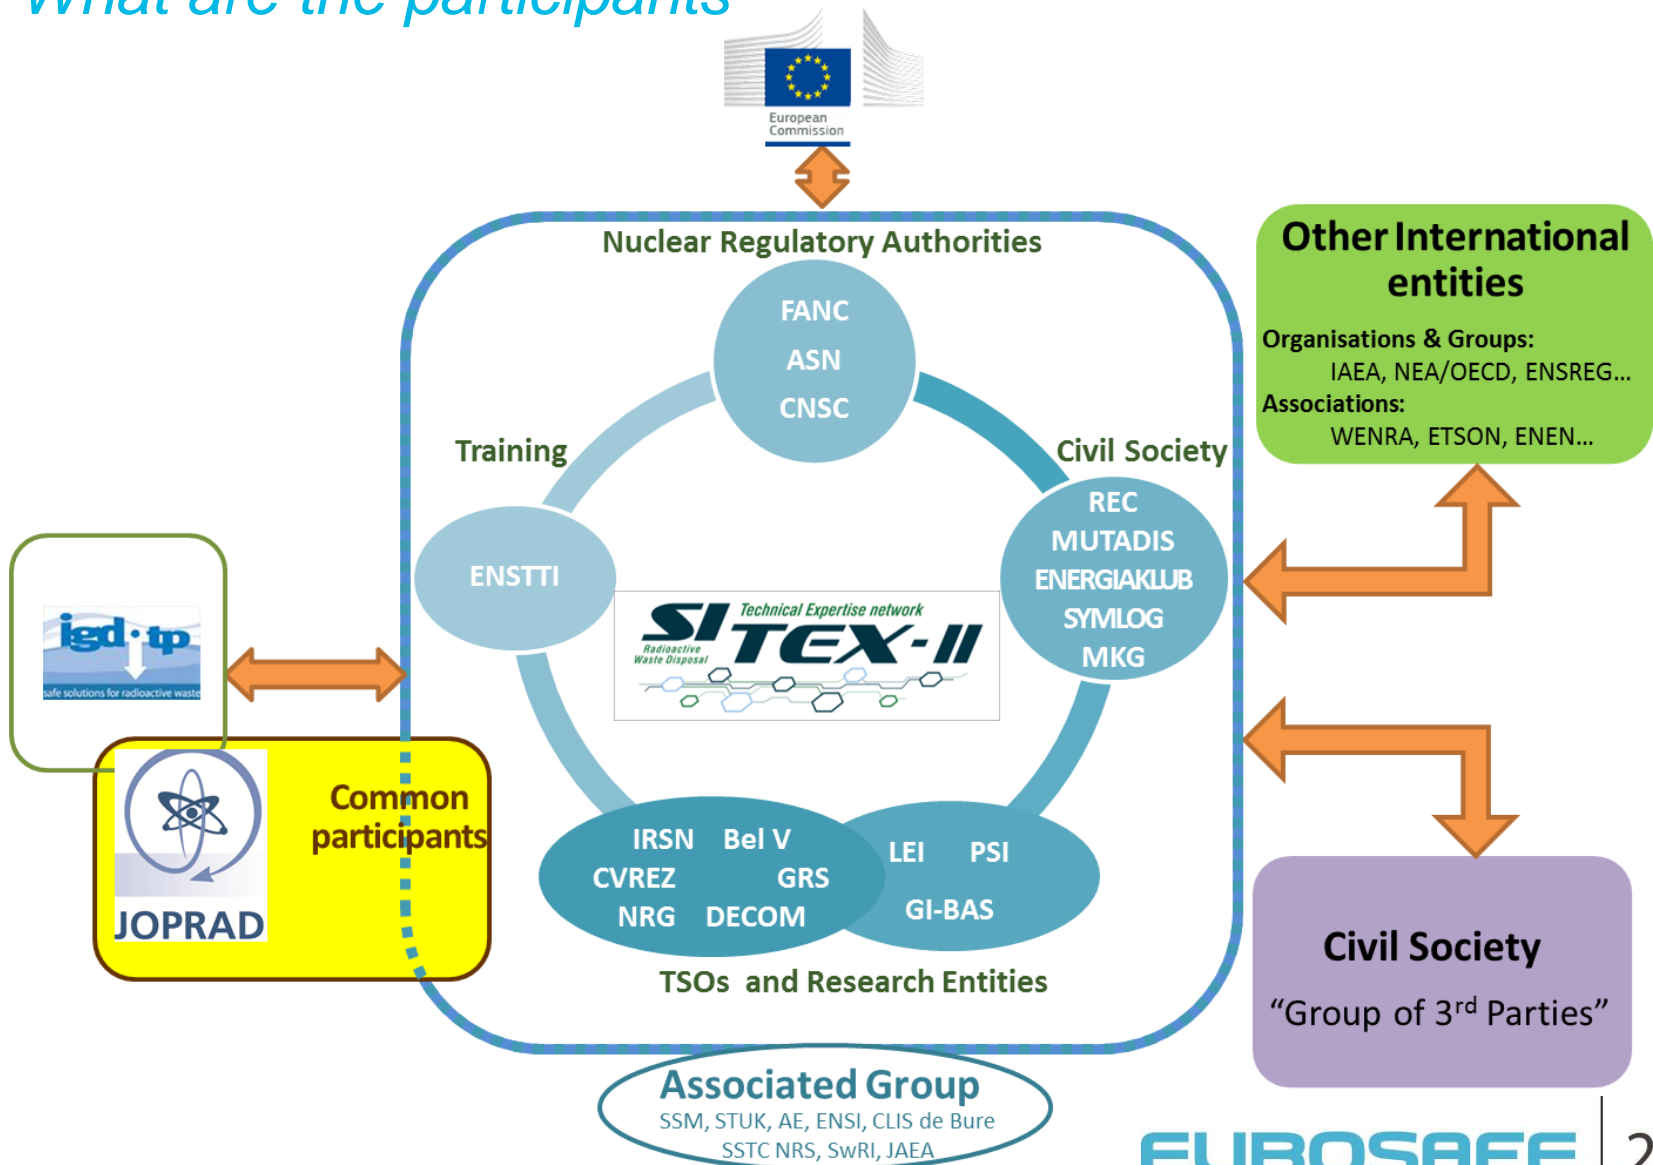 What are the participants
European
Commission
Nuclear Regulatory Authorities
FANC
ASN
CNSC
Training
Civil Society
ENSTTI
REC
MUTADIS
ENERGIAKLUB
SYMLOG
MKG
SITEX-II
Technical Expertise network
Radioactive
Waste Disposal
IRSN Bel V
CVREZ GRS
NRG DECOM
LEI PSI
GI-BAS
TSOs and Research Entities
Other International
entities
Organisations & Groups:
IAEA, NEA/OECD, ENSREG...
Associations:
WENRA, ETSON, ENEN...
igd·tp
safe solutions for radioactive waste
Common
participants
JOPRAD
Civil Society
“Group of 3rd Parties”
Associated Group
SSM, STUK, AE, ENSI, CLIS de Bure
SSTC NRS, SwRI, JAEA
EUROSAFE
2